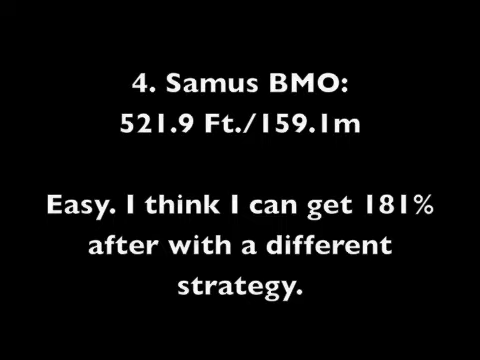 4. Samus BMO:
521.9 Ft./159.1m
Easy. I think I can get 181%
after with a different
strategy.